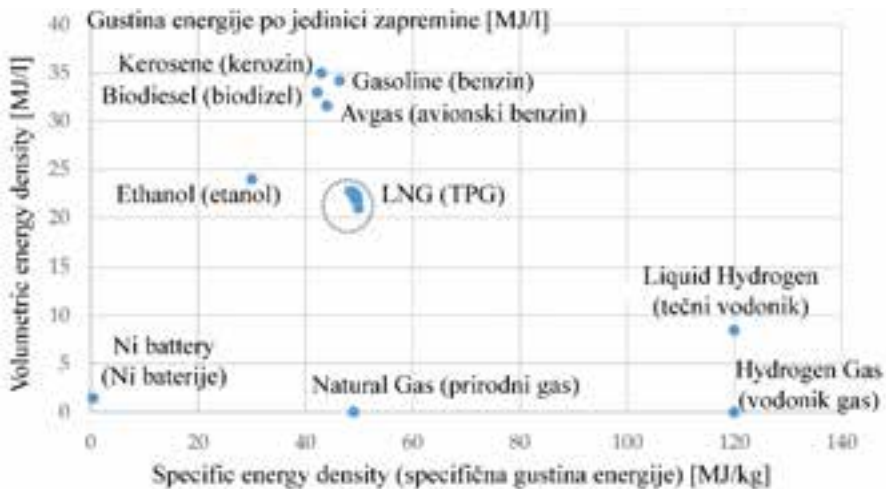 Gustina energije po jedinici zapremine [MJ/l]
Volumetric energy density [MJ/l]
40
35
30
25
20
15
10
5
0
Kerosene (kerozin)
Gasoline (benzin)
Biodiesel (biodizel)
Avgas (avionski benzin)
Ethanol (etanol)
LNG (TPG)
Liquid Hydrogen
(tečni vodonik)
Ni battery
(Ni baterije)
Natural Gas (prirodni gas)
Hydrogen Gas
(vodonik gas)
0 20 40 60 80 100 120 140
Specific energy density (specifična gustina energije) [MJ/kg]